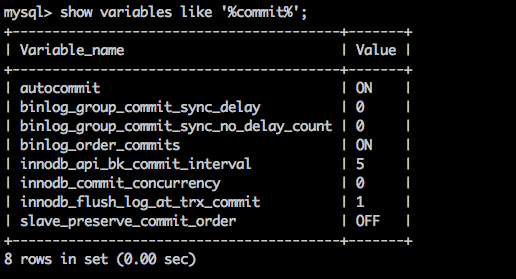 mysql> show variables like '%commit%';
+-----------------------------------------+-------+
| Variable_name                           | Value |
+-----------------------------------------+-------+
| autocommit                              | ON    |
| binlog_group_commit_sync_delay          | 0     |
| binlog_group_commit_sync_no_delay_count | 0     |
| binlog_order_commits                    | ON    |
| innodb_api_bk_commit_interval           | 5     |
| innodb_commit_concurrency               | 0     |
| innodb_flush_log_at_trx_commit          | 1     |
| slave_preserve_commit_order             | OFF   |
+-----------------------------------------+-------+
8 rows in set (0.00 sec)